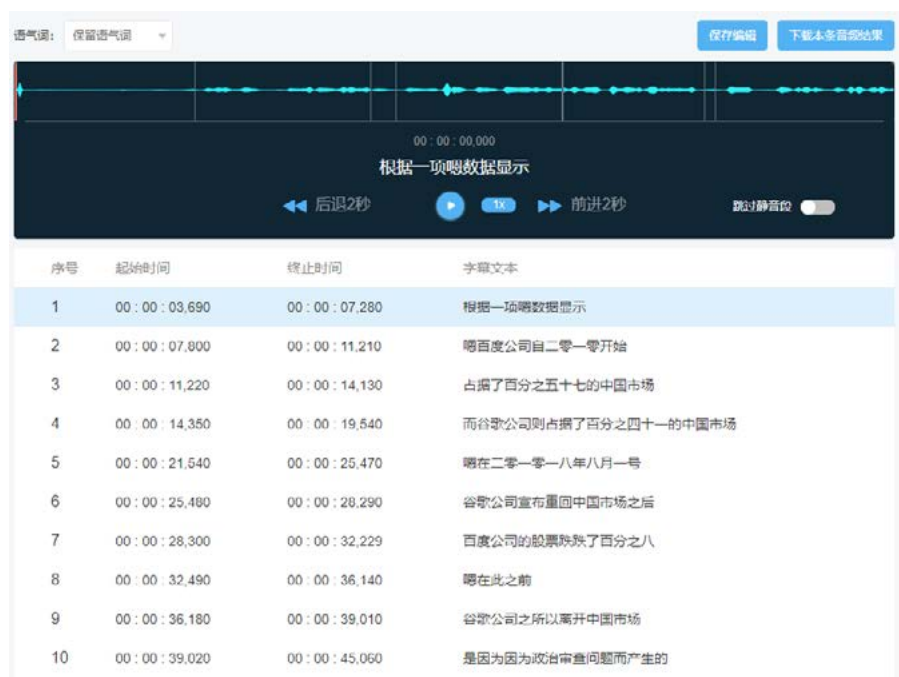 语气词： 保留语气词
保存编辑 下载本条音频结果
00 : 00 : 00,000
根据一项嗯数据显示
后退2秒 1X 前进2秒 跳过静音段
序号 起始时间 终止时间 字幕文本
1 00 : 00 : 03,690 00 : 00 : 07,280 根据一项嗯数据显示
2 00 : 00 : 07,800 00 : 00 : 11,210 嗯百度公司自二零一零开始
3 00 : 00 : 11,220 00 : 00 : 14,130 占据了百分之五十七的中国市场
4 00 : 00 : 14,350 00 : 00 : 19,540 而谷歌公司则占据了百分之四十一的中国市场
5 00 : 00 : 21,540 00 : 00 : 25,470 嗯在二零一零一八年八月一号
6 00 : 00 : 25,480 00 : 00 : 28,290 谷歌公司宣布重回中国市场之后
7 00 : 00 : 28,300 00 : 00 : 32,229 百度公司的股票跌跌了百分之八
8 00 : 00 : 32,490 00 : 00 : 36,140 嗯在此之前
9 00 : 00 : 36,180 00 : 00 : 39,010 谷歌公司之所以离开中国市场
10 00 : 00 : 39,020 00 : 00 : 45,060 是因为因为政治审查问题而产生的